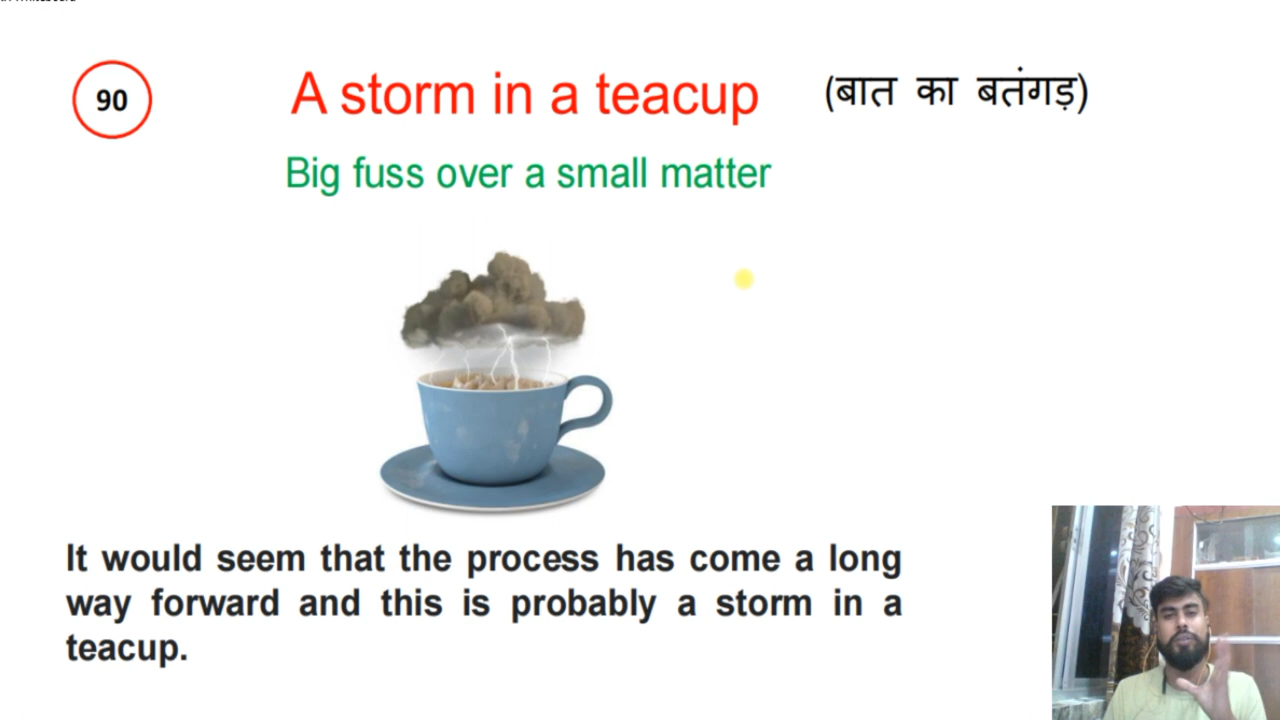 90
A storm in a teacup (बात का बतंगड़)
Big fuss over a small matter
It would seem that the process has come a long
way forward and this is probably a storm in a
teacup.